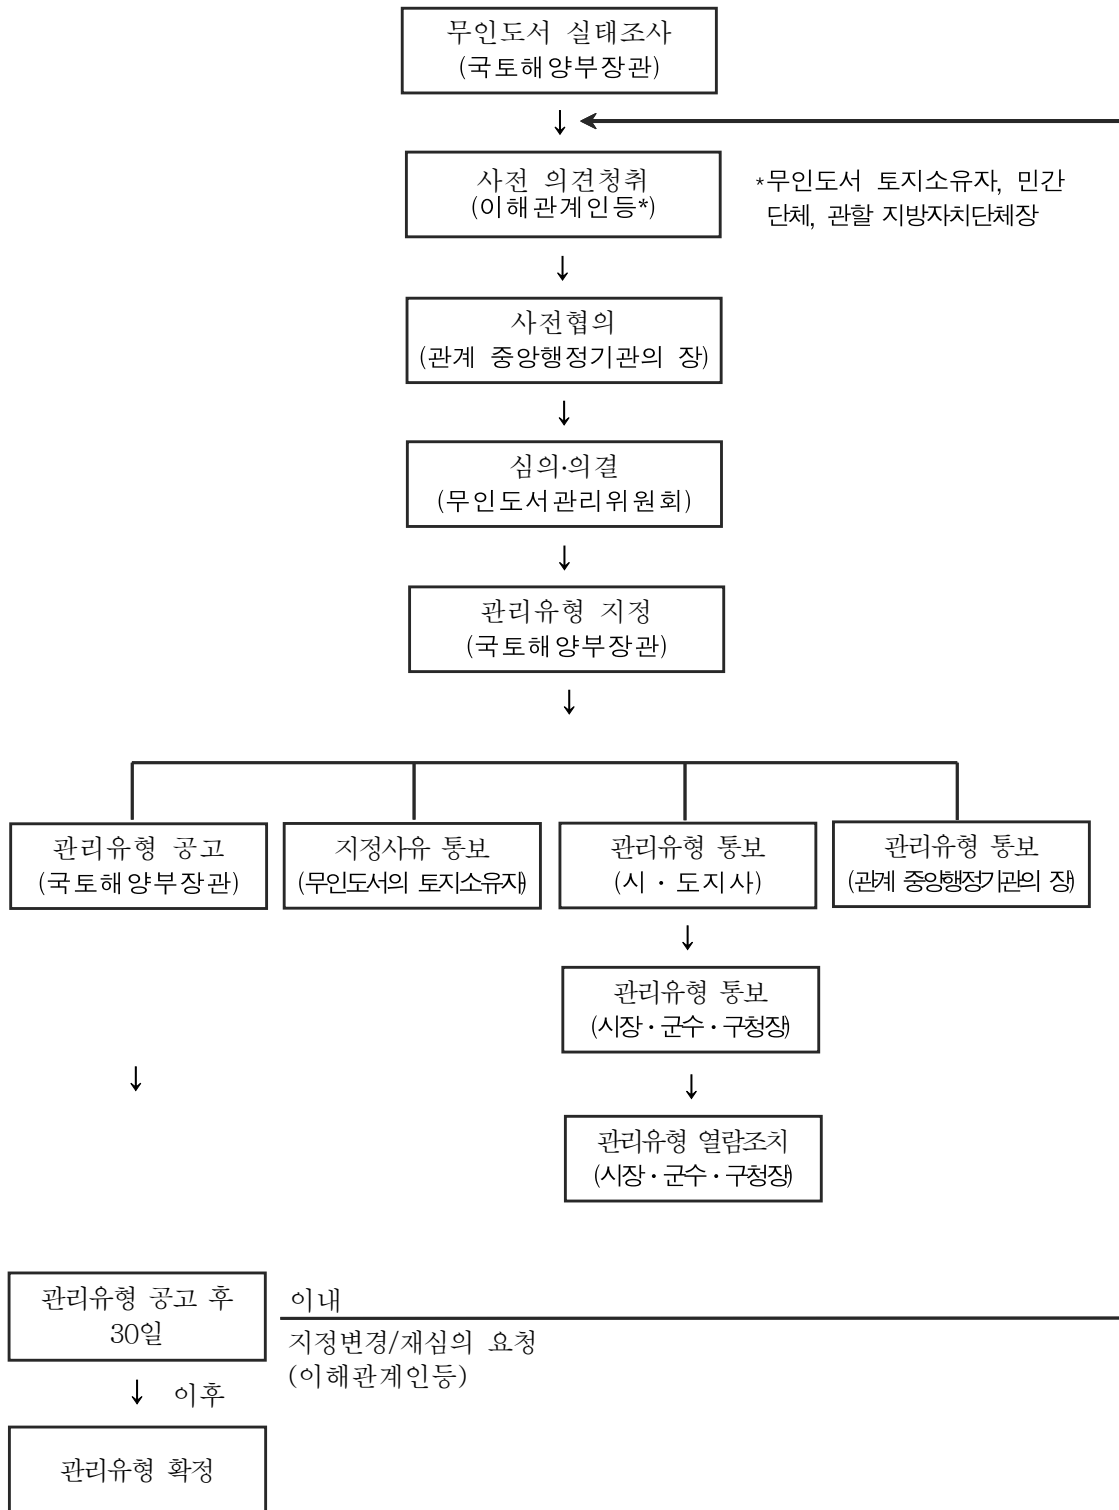 무인도서 실태조사
(국토해양부장관)
↓
사전 의견청취
(이해관계인등*)
*무인도서 토지소유자, 민간
단체, 관할 지방자치단체장
↓
사전협의
(관계 중앙행정기관의 장)
↓
심의·의결
(무인도서관리위원회)
↓
관리유형 지정
(국토해양부장관)
↓
관리유형 공고
(국토해양부장관)
지정사유 통보
(무인도서의 토지소유자)
관리유형 통보
(시·도지사)
관리유형 통보
(관계 중앙행정기관의 장)
↓
관리유형 통보
(시장·군수·구청장)
↓
↓
관리유형 열람조치
(시장·군수·구청장)
관리유형 공고 후
30일
이내
지정변경/재심의 요청
(이해관계인등)
↓ 이후
관리유형 확정